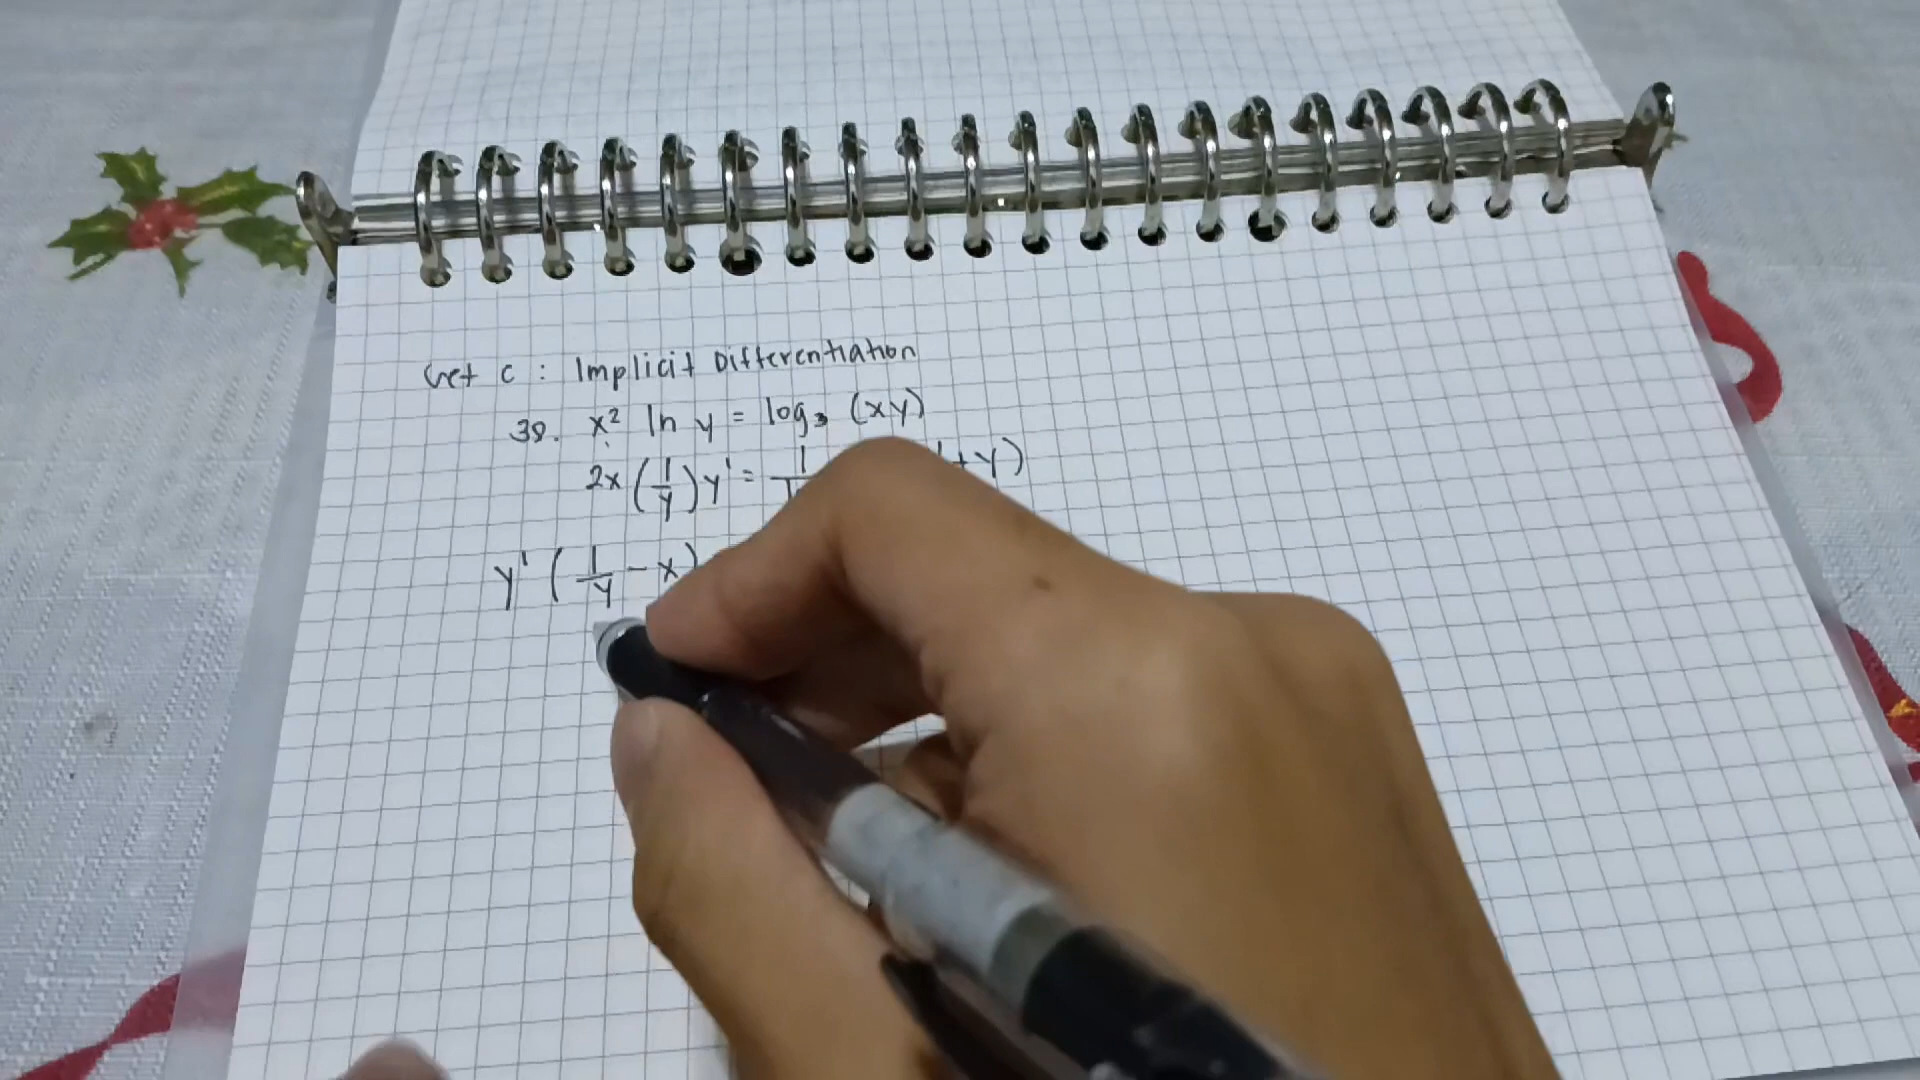 Set C : Implicit Differentiation
38. x² ln y = log₃ (xy)
2x (1/y) y' = 1 ' + y)
y' (1/y - x)